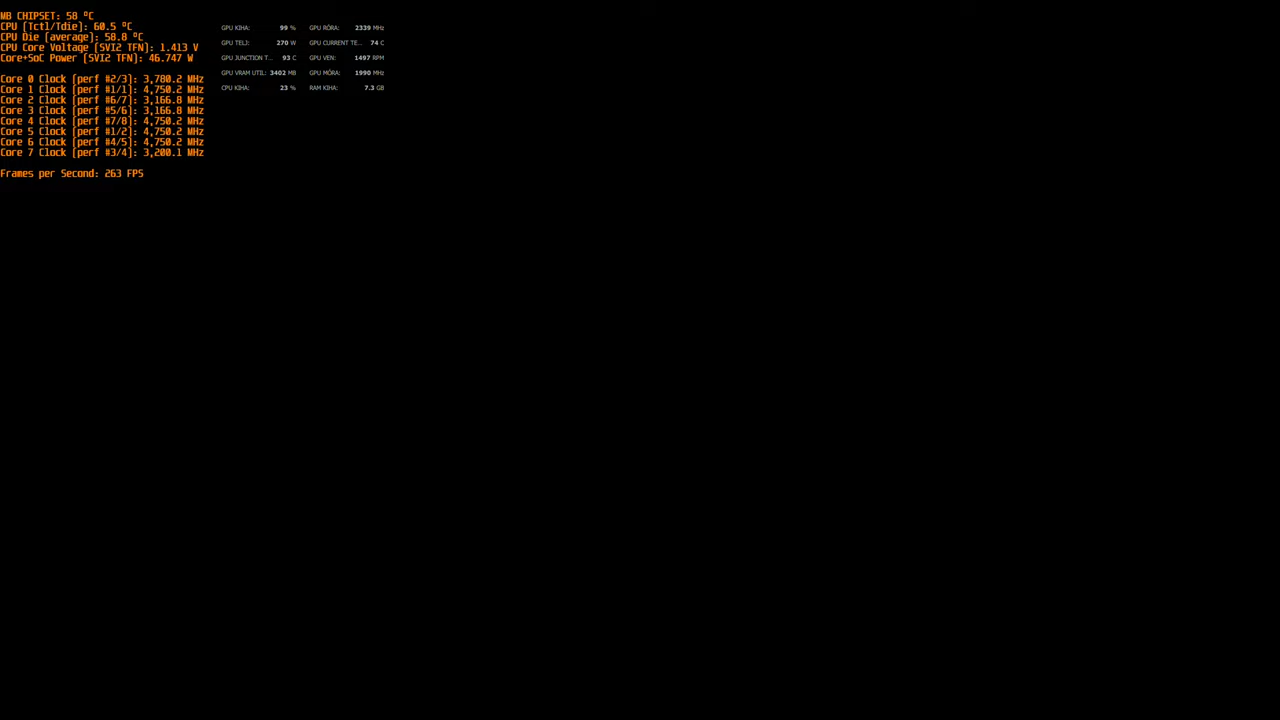 MB CHIPSET: 58 ºC
CPU [Tctl/Tdie]: 60.5 ºC
CPU Die [average]: 58.8 ºC
CPU Core Voltage [SVI2 TFN]: 1.413 V
Core+SoC Power [SVI2 TFN]: 46.747 W
Core 0 Clock [perf #2/3]: 3,780.2 MHz
Core 1 Clock [perf #1/1]: 4,750.2 MHz
Core 2 Clock [perf #6/7]: 3,166.8 MHz
Core 3 Clock [perf #5/6]: 3,166.8 MHz
Core 4 Clock [perf #7/8]: 4,750.2 MHz
Core 5 Clock [perf #1/2]: 4,750.2 MHz
Core 6 Clock [perf #4/5]: 4,750.2 MHz
Core 7 Clock [perf #3/4]: 3,200.1 MHz
Frames per Second: 263 FPS
GPU KIHA: 99 % GPU RÓRA: 2339 MHz
GPU TELJ: 270 W GPU CURRENT TE... 74 C
GPU JUNCTION T... 93 C GPU VEN: 1497 RPM
GPU VRAM UTIL: 3402 MB GPU MÓRA: 1990 MHz
CPU KIHA: 23 % RAM KIHA: 7.3 GB